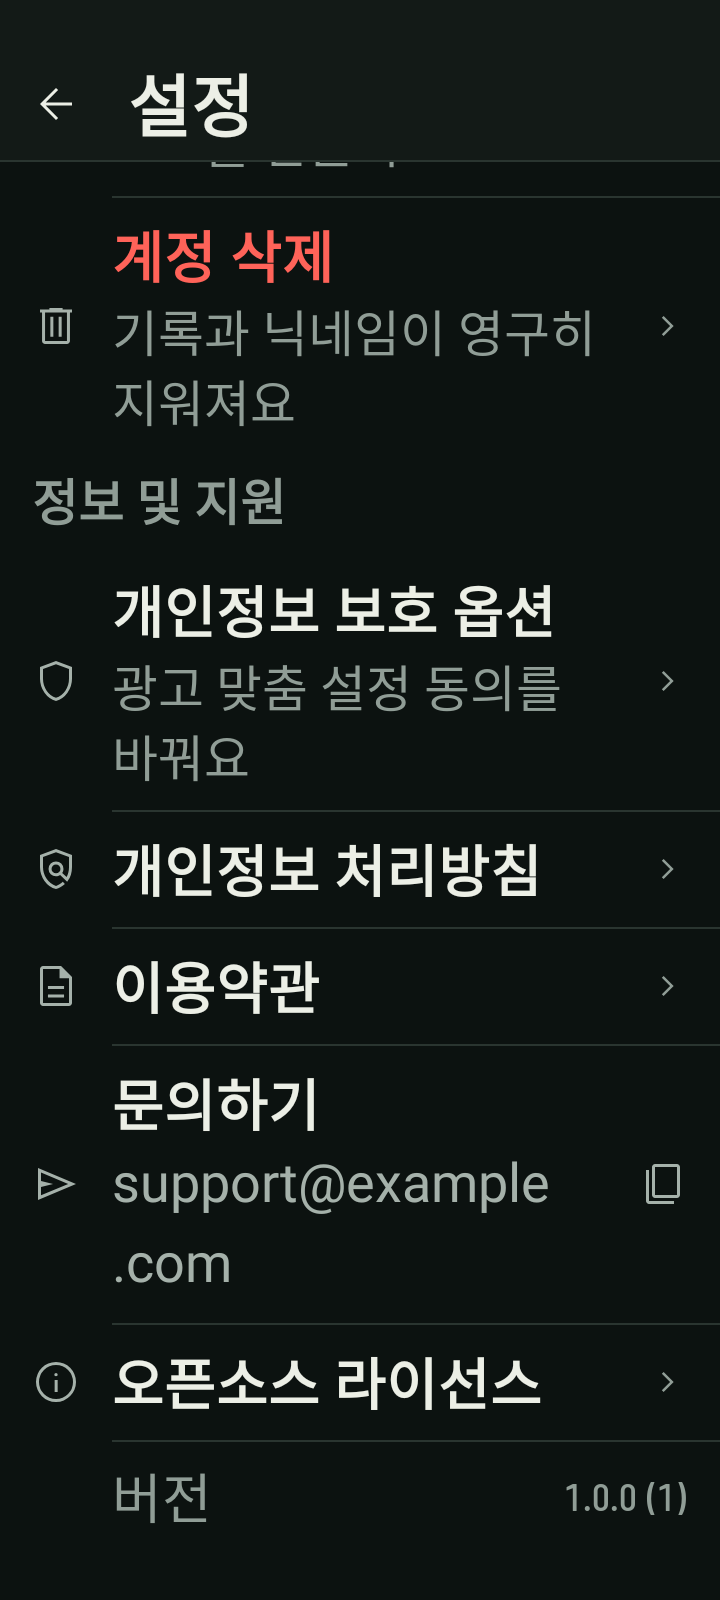 설정
계정 삭제
기록과 닉네임이 영구히
지워져요
정보 및 지원
개인정보 보호 옵션
광고 맞춤 설정 동의를
바꿔요
개인정보 처리방침
이용약관
문의하기
support@example
.com
오픈소스 라이선스
버전
1.0.0 (1)